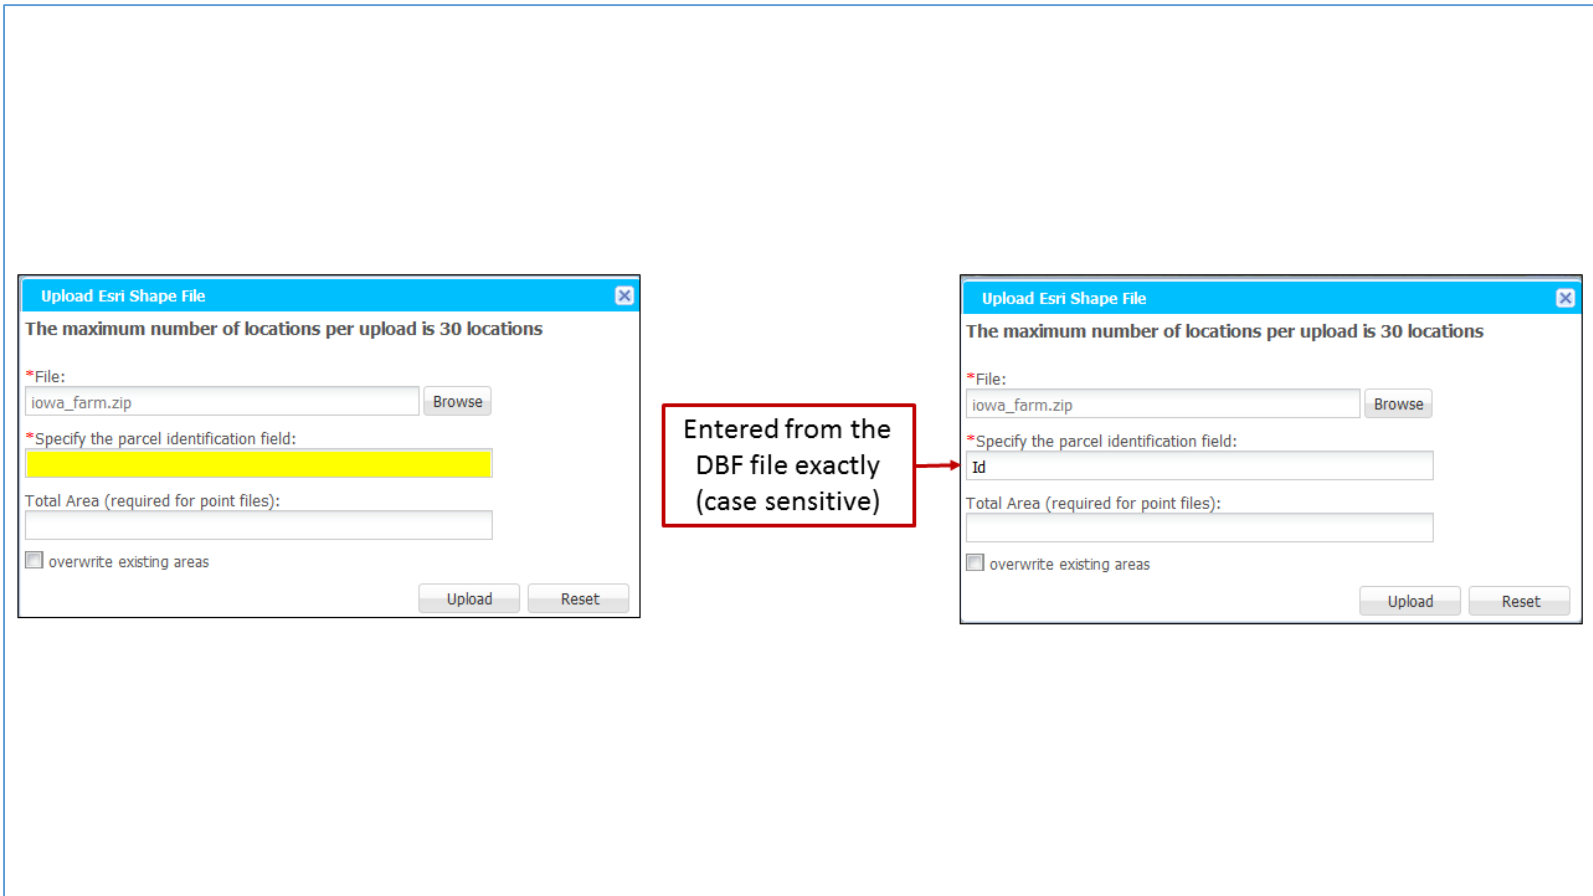 Upload Esri Shape File
The maximum number of locations per upload is 30 locations
*File:
iowa_farm.zip
Browse
*Specify the parcel identification field:
Total Area (required for point files):
overwrite existing areas
Upload
Reset
Entered from the
DBF file exactly
(case sensitive)
Upload Esri Shape File
The maximum number of locations per upload is 30 locations
*File:
iowa_farm.zip
Browse
*Specify the parcel identification field:
Id
Total Area (required for point files):
overwrite existing areas
Upload
Reset